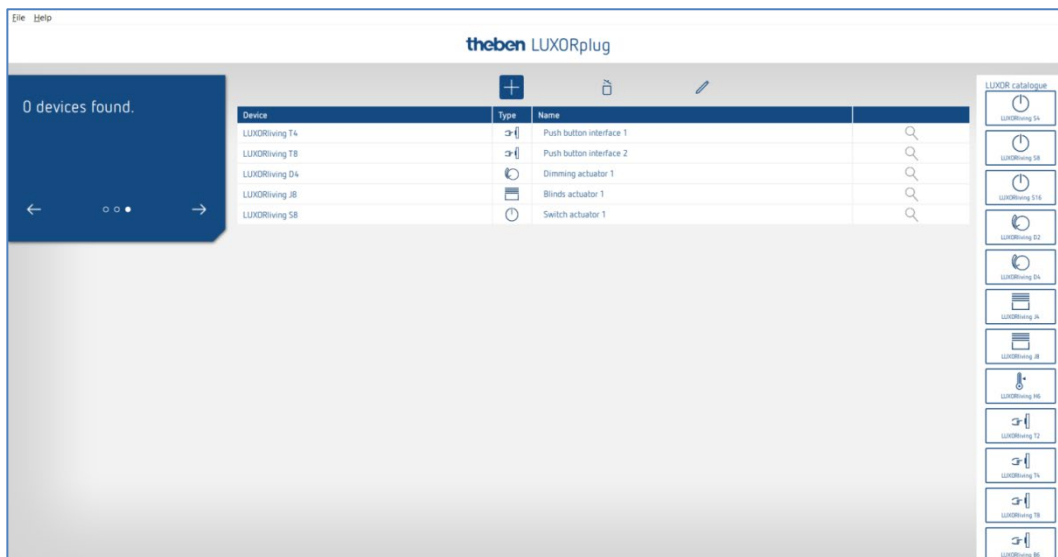 File Help
theben LUXORplug
0 devices found.
Device Type Name
LUXORliving T4 Push button interface 1
LUXORliving T8 Push button interface 2
LUXORliving D4 Dimming actuator 1
LUXORliving J8 Blinds actuator 1
LUXORliving S8 Switch actuator 1
LUXOR catalogue
LUXORliving S4
LUXORliving S8
LUXORliving S16
LUXORliving D2
LUXORliving D4
LUXORliving J4
LUXORliving J8
LUXORliving H6
LUXORliving T2
LUXORliving T4
LUXORliving T8
LUXORliving B6